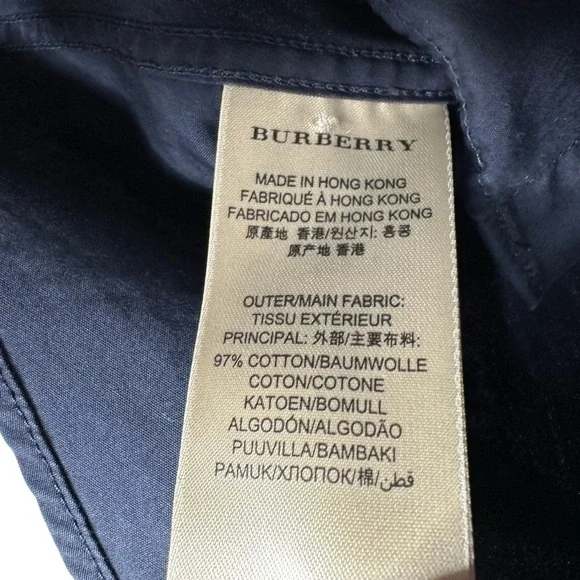 BURBERRY
MADE IN HONG KONG
FABRIQUÉ À HONG KONG
FABRICADO EM HONG KONG
原產地 香港/원산지: 홍콩
原产地 香港
OUTER/MAIN FABRIC:
TISSU EXTÉRIEUR
PRINCIPAL: 外部/主要布料:
97% COTTON/BAUMWOLLE
COTON/COTONE
KATOEN/BOMULL
ALGODÓN/ALGODÃO
PUUVILLA/BAMBAKI
PAMUK/ХЛОПОК/棉/قطن